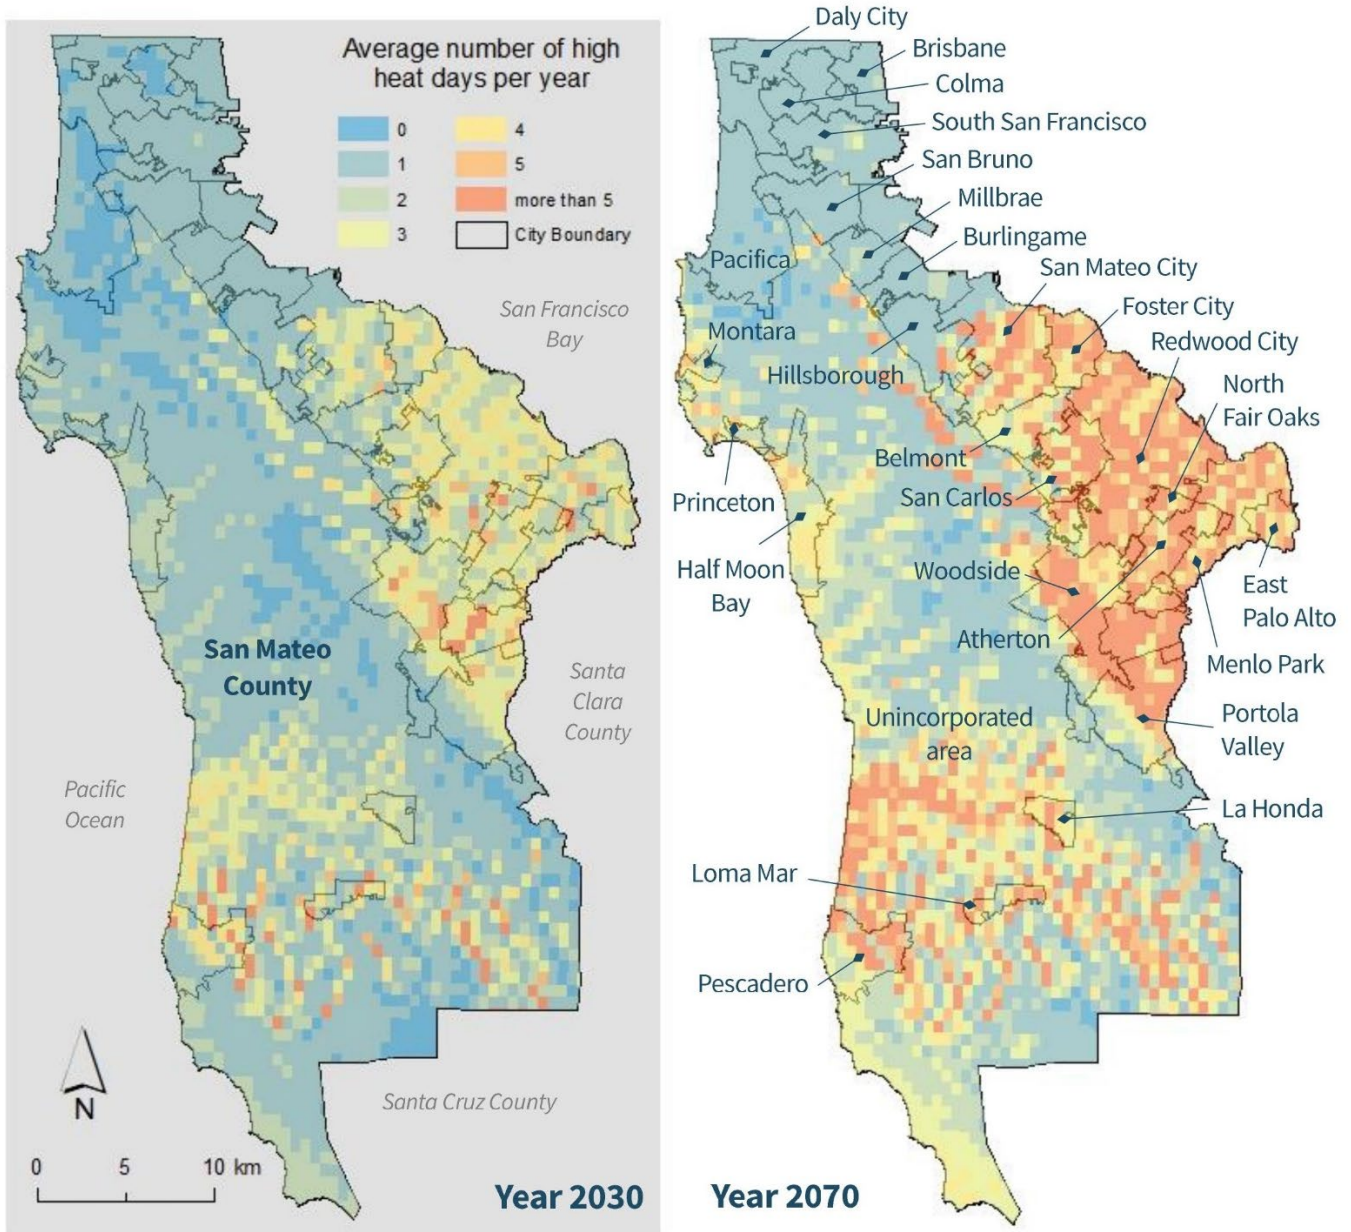 Average number of high
heat days per year
0
1
2
3
4
5
more than 5
City Boundary
San Francisco
Bay
San Mateo
County
Santa
Clara
County
Pacific
Ocean
Santa Cruz County
N
0 5 10 km
Year 2030
Daly City
Brisbane
Colma
South San Francisco
San Bruno
Millbrae
Burlingame
Pacifica
San Mateo City
Foster City
Montara
Redwood City
Hillsborough
North
Fair Oaks
Belmont
San Carlos
Princeton
Half Moon
Bay
Woodside
East
Palo Alto
Atherton
Menlo Park
Unincorporated
area
Portola
Valley
La Honda
Loma Mar
Pescadero
Year 2070